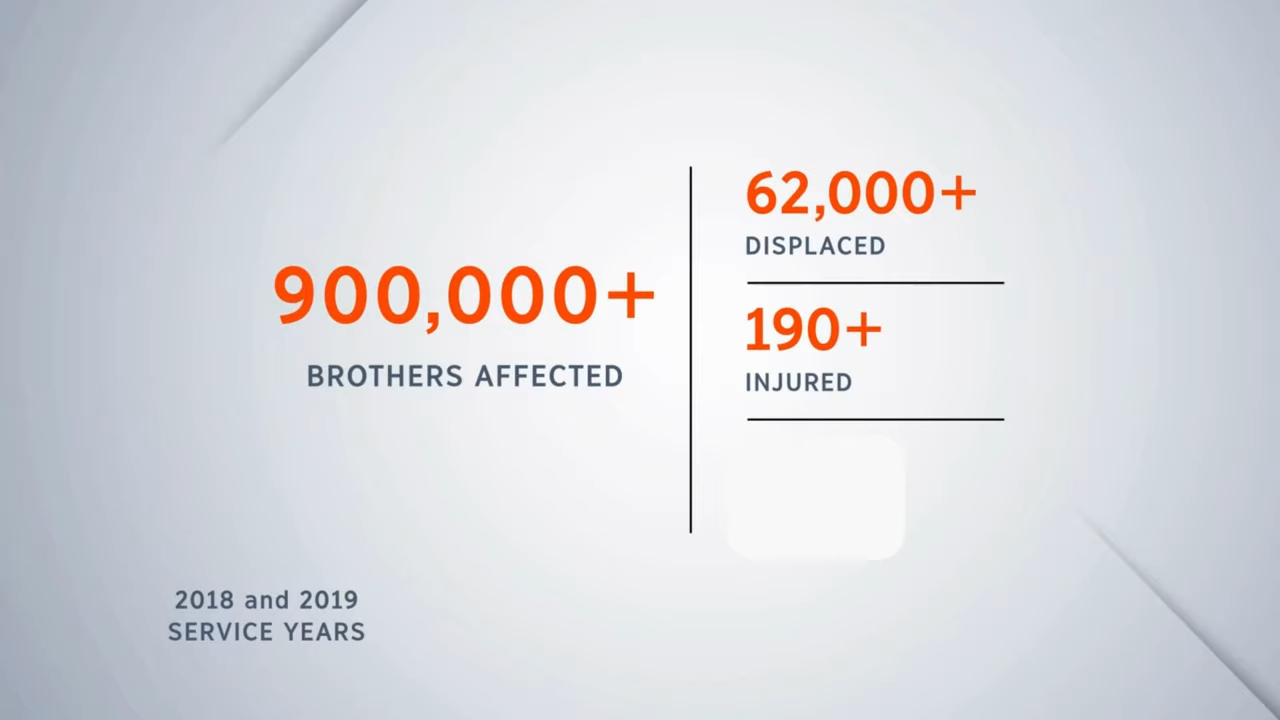 900,000+
BROTHERS AFFECTED
62,000+
DISPLACED
190+
INJURED
2018 and 2019
SERVICE YEARS